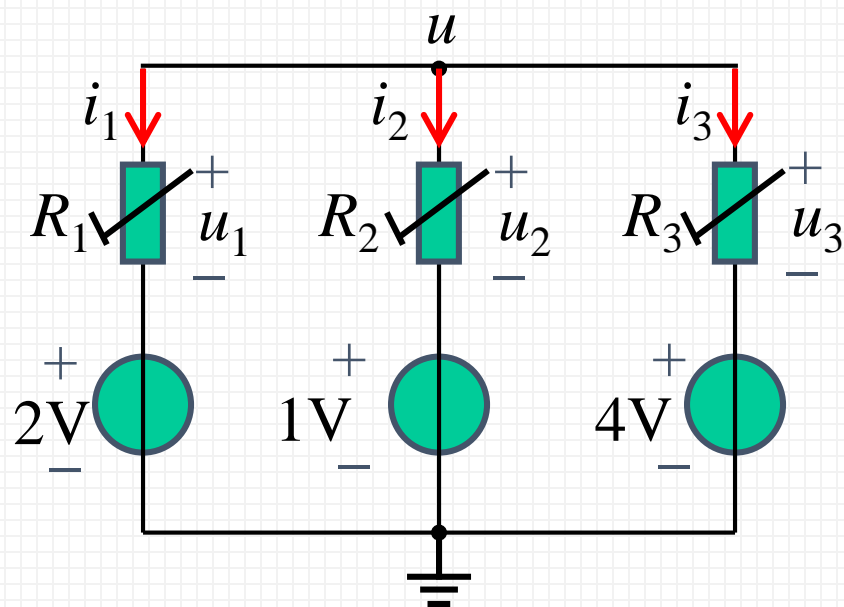 u
i₁ i₂ i₃
+ + +
R₁ u₁ R₂ u₂ R₃ u₃
− − −
+ + +
2V 1V 4V
− − −